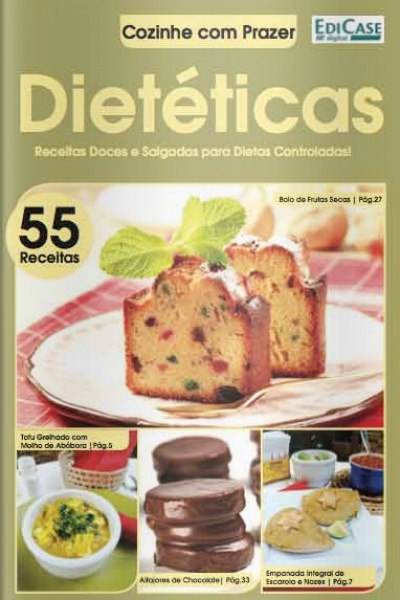 Cozinhe com Prazer
EDICASE
digital
Dietéticas
Receitas Doces e Salgados para Dietas Controladas!
Bolo de Frutas Secas | Pág.27
55
Receitas
Tofu Grelhado com
Molho de Abóbora |Pág.5
Alfajores de Chocolate| Pág.33
Empanada Integral de
Escarola e Nozes | Pág.7